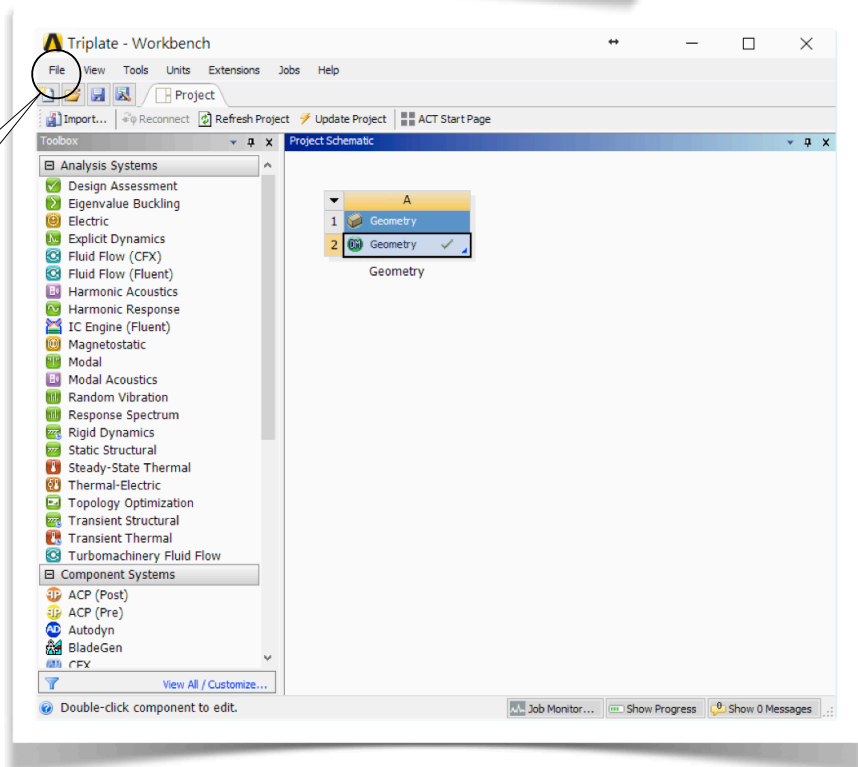 Triplate - Workbench
File View Tools Units Extensions Jobs Help
Project
Import... Reconnect Refresh Project Update Project ACT Start Page
Toolbox
Project Schematic
Analysis Systems
Design Assessment
Eigenvalue Buckling
Electric
Explicit Dynamics
Fluid Flow (CFX)
Fluid Flow (Fluent)
Harmonic Acoustics
Harmonic Response
IC Engine (Fluent)
Magnetostatic
Modal
Modal Acoustics
Random Vibration
Response Spectrum
Rigid Dynamics
Static Structural
Steady-State Thermal
Thermal-Electric
Topology Optimization
Transient Structural
Transient Thermal
Turbomachinery Fluid Flow
Component Systems
ACP (Post)
ACP (Pre)
Autodyn
BladeGen
CFX
View All / Customize...
A
1 Geometry
2 Geometry
Geometry
Double-click component to edit.
Job Monitor... Show Progress Show 0 Messages